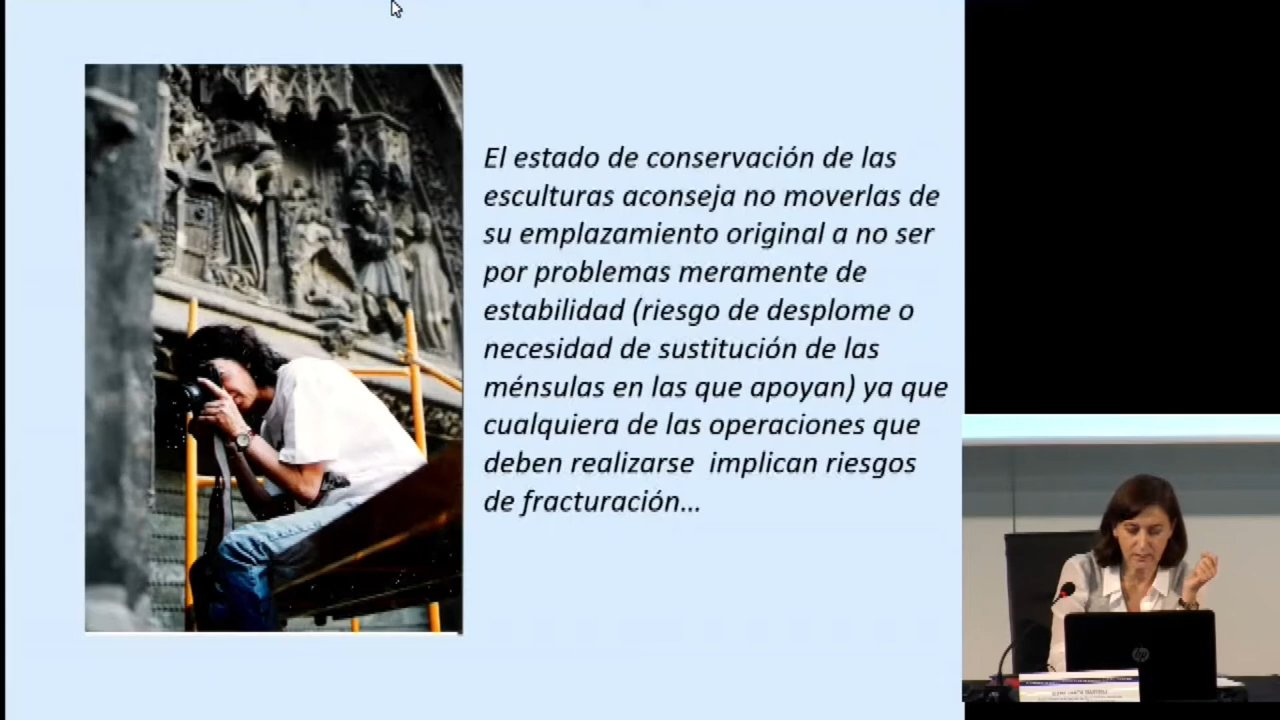 El estado de conservación de las
esculturas aconseja no moverlas de
su emplazamiento original a no ser
por problemas meramente de
estabilidad (riesgo de desplome o
necesidad de sustitución de las
ménsulas en las que apoyan) ya que
cualquiera de las operaciones que
deben realizarse implican riesgos
de fracturación...
hp